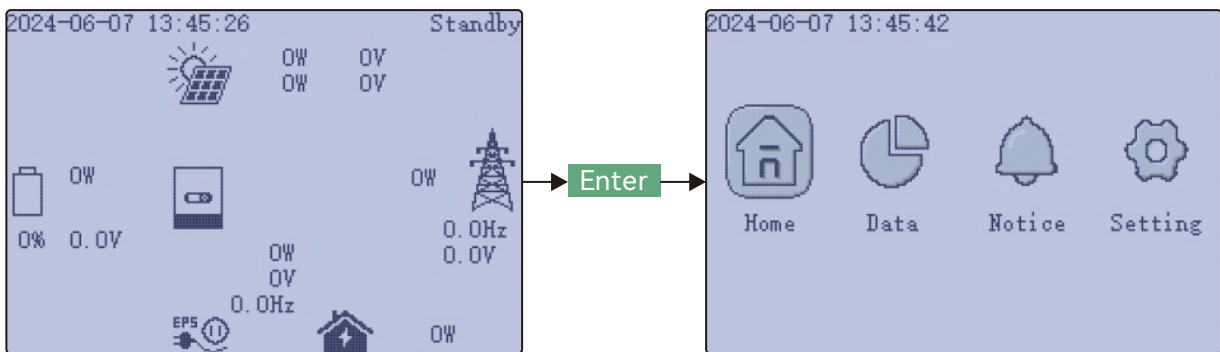 2024-06-07 13:45:26 Standby
0W 0V
0W 0V
0W
0W
0% 0.0V
0.0Hz
0.0V
0W
0V
0.0Hz
EPS
0W
Enter
2024-06-07 13:45:42
Home Data Notice Setting